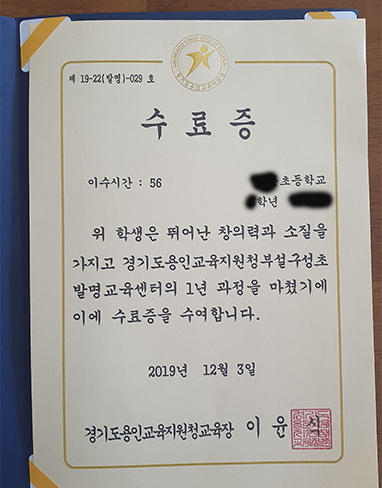 제 19-22(발명)-029 호
수료증
이수시간 : 56
초등학교
학년
위 학생은 뛰어난 창의력과 소질을
가지고 경기도용인교육지원청부설구성초
발명교육센터의 1년 과정을 마쳤기에
이에 수료증을 수여합니다.
2019년 12월 3일
경기도용인교육지원청교육장 이 윤 식